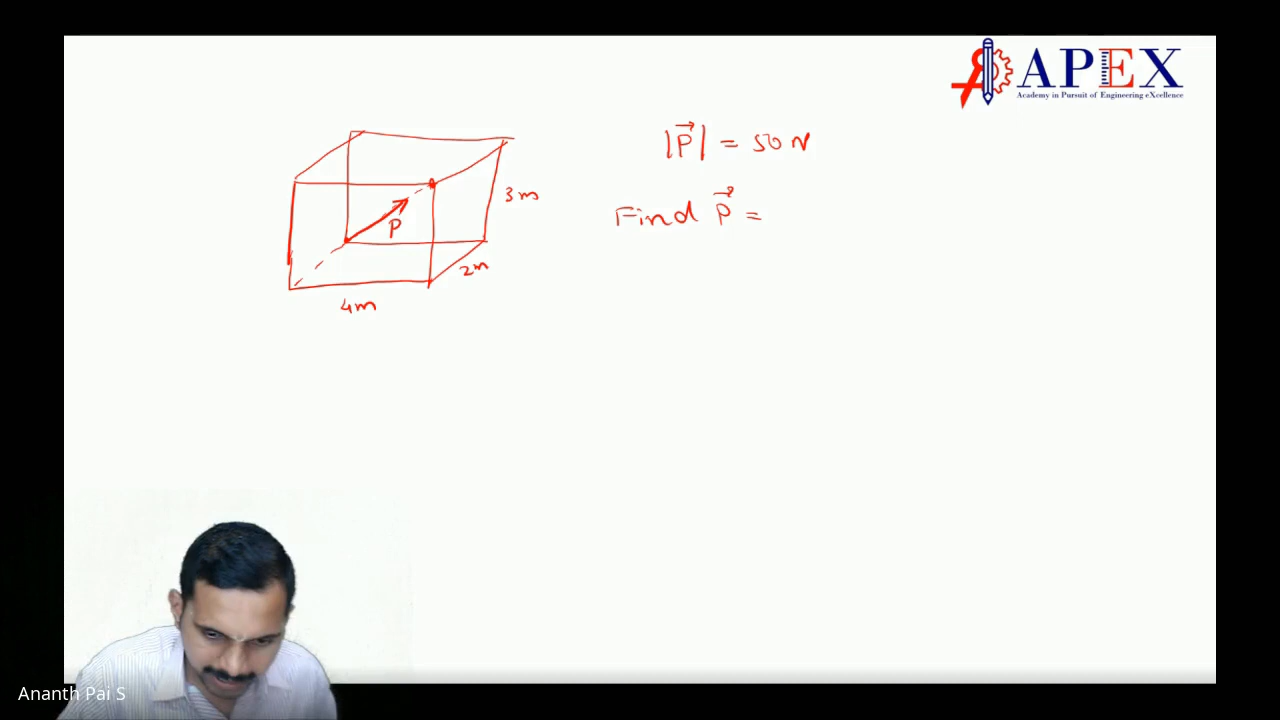 APEX
Academy in Pursuit of Engineering eXcellence
|P⃗| = 50 N
3m
P
Find P⃗ =
2m
4m
Ananth Pai S